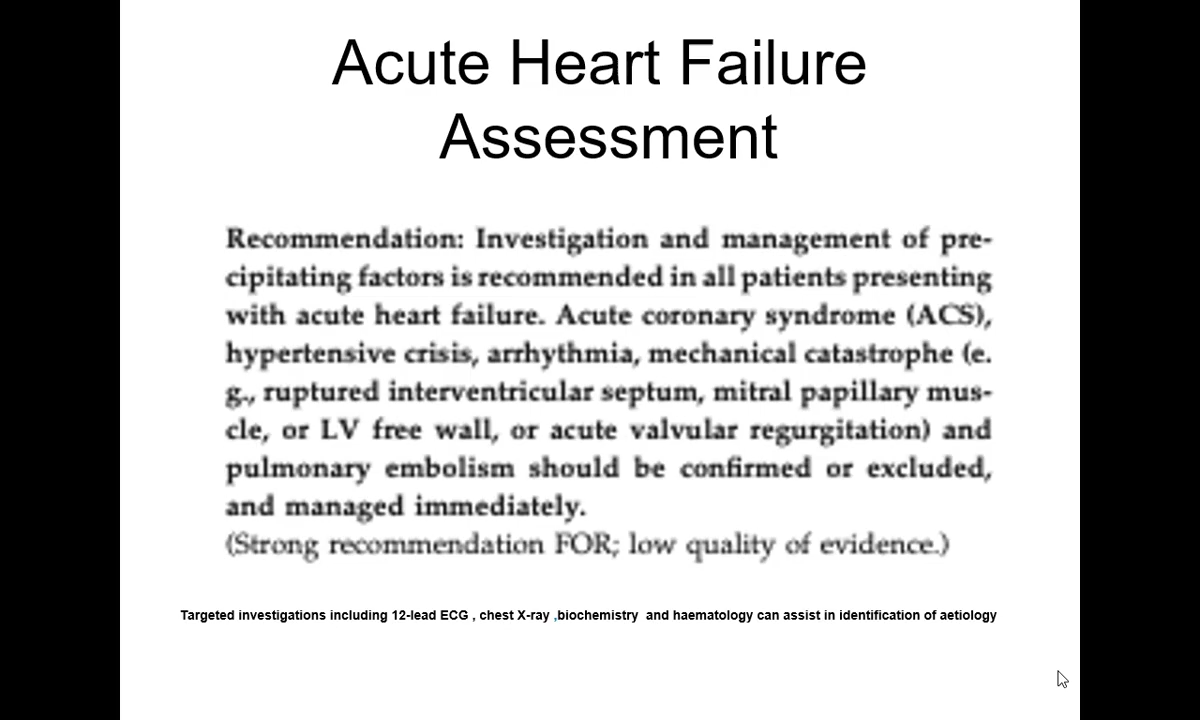 Acute Heart Failure
Assessment
Recommendation: Investigation and management of pre-
cipitating factors is recommended in all patients presenting
with acute heart failure. Acute coronary syndrome (ACS),
hypertensive crisis, arrhythmia, mechanical catastrophe (e.
g., ruptured interventricular septum, mitral papillary mus-
cle, or LV free wall, or acute valvular regurgitation) and
pulmonary embolism should be confirmed or excluded,
and managed immediately.
(Strong recommendation FOR; low quality of evidence.)
Targeted investigations including 12-lead ECG , chest X-ray ,biochemistry  and haematology can assist in identification of aetiology